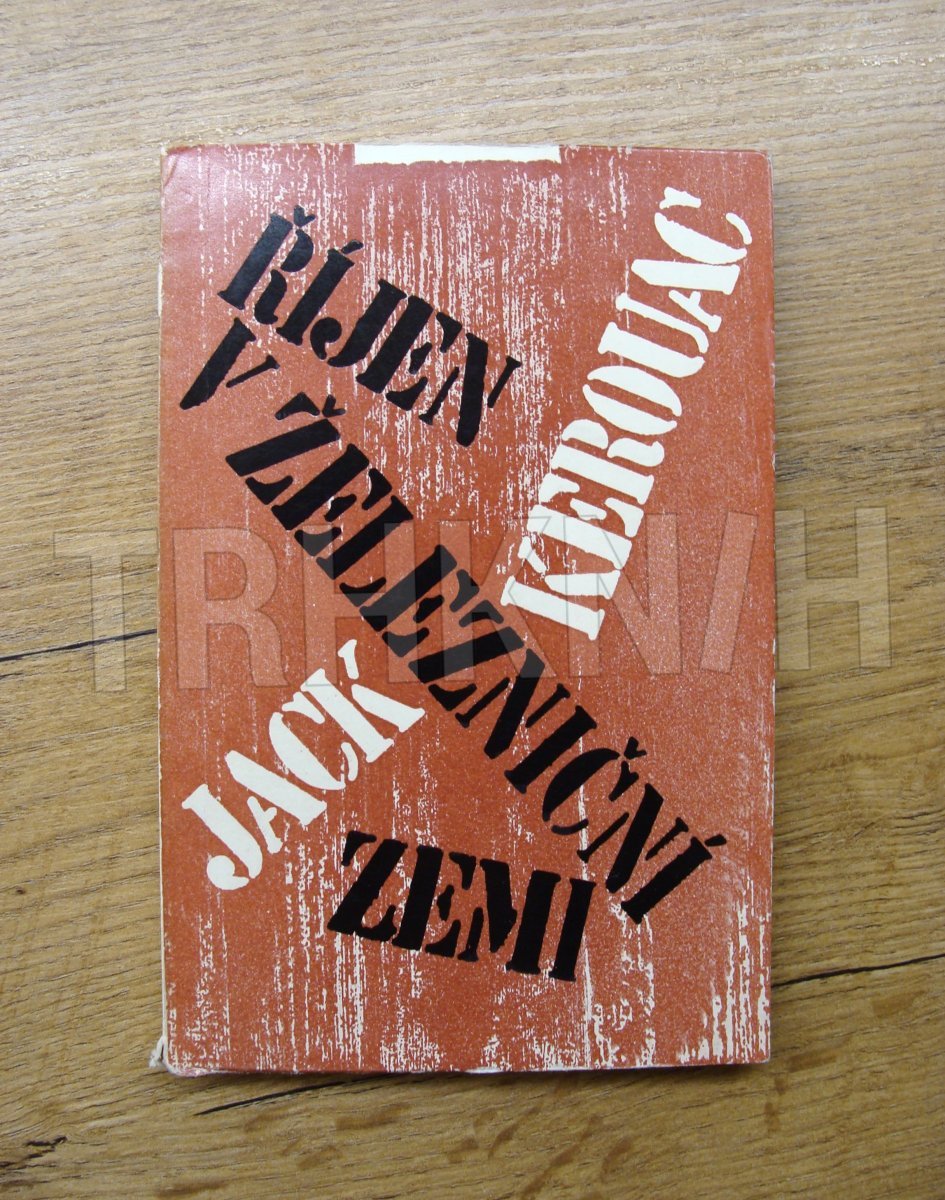 ŘÍJEN
V ŽELEZNIČNÍ
ZEMI
JACK KEROUAC
TRHKNIH